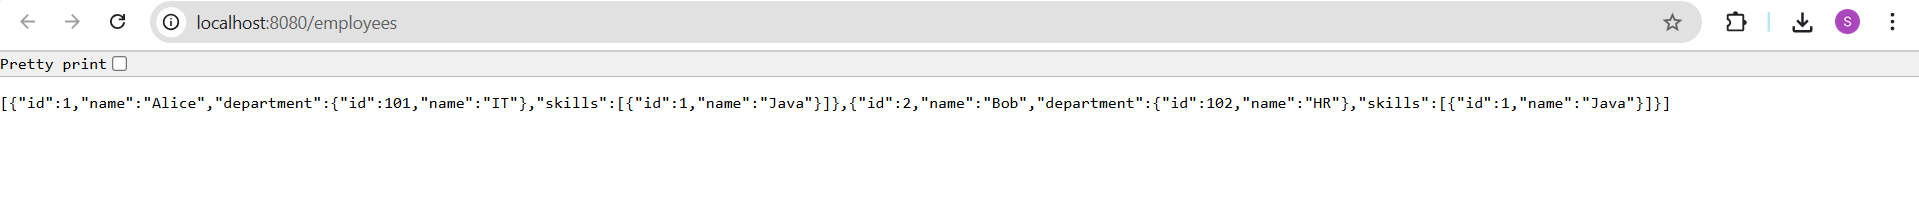 localhost:8080/employees
S
Pretty print
[{"id":1,"name":"Alice","department":{"id":101,"name":"IT"},"skills":[{"id":1,"name":"Java"}]},{"id":2,"name":"Bob","department":{"id":102,"name":"HR"},"skills":[{"id":1,"name":"Java"}]}]